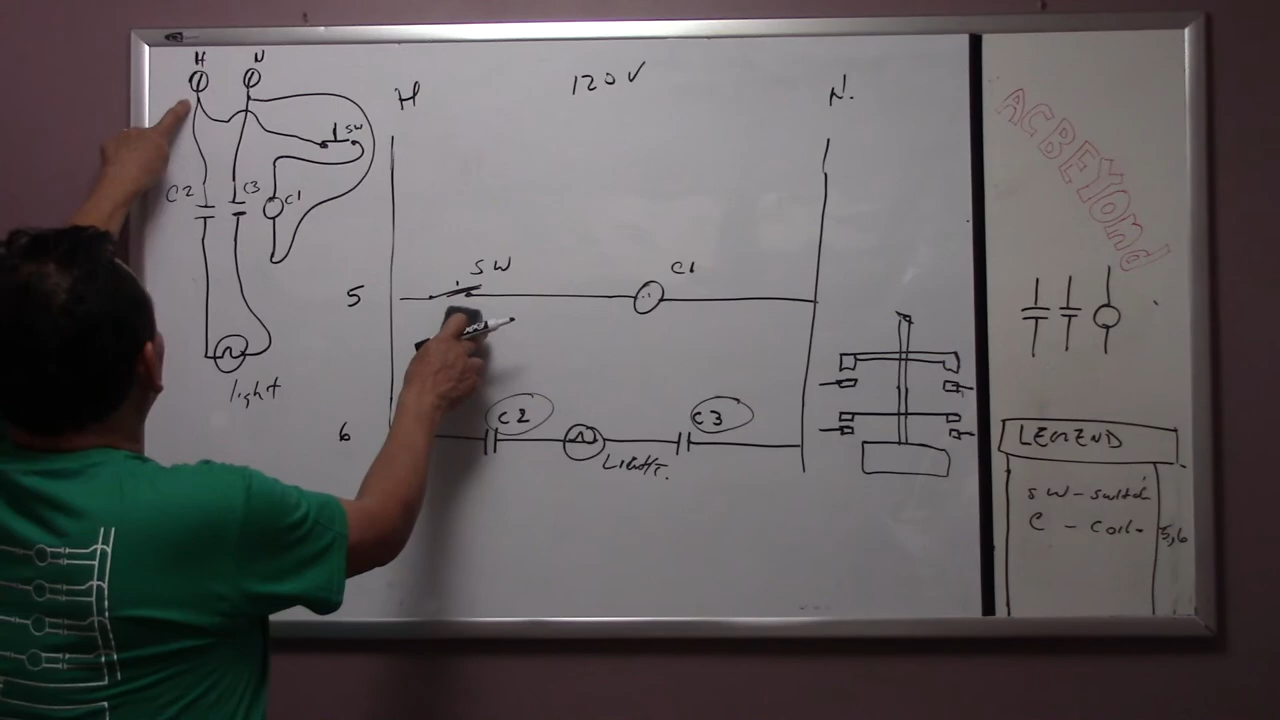 H N
SW
C2 C3 C1
light
H 120V N.
SW C1
5
C2 C3
6
LIGHT.
ACBEYOnd
LEGEND
SW - switch
C - COIL 5,6